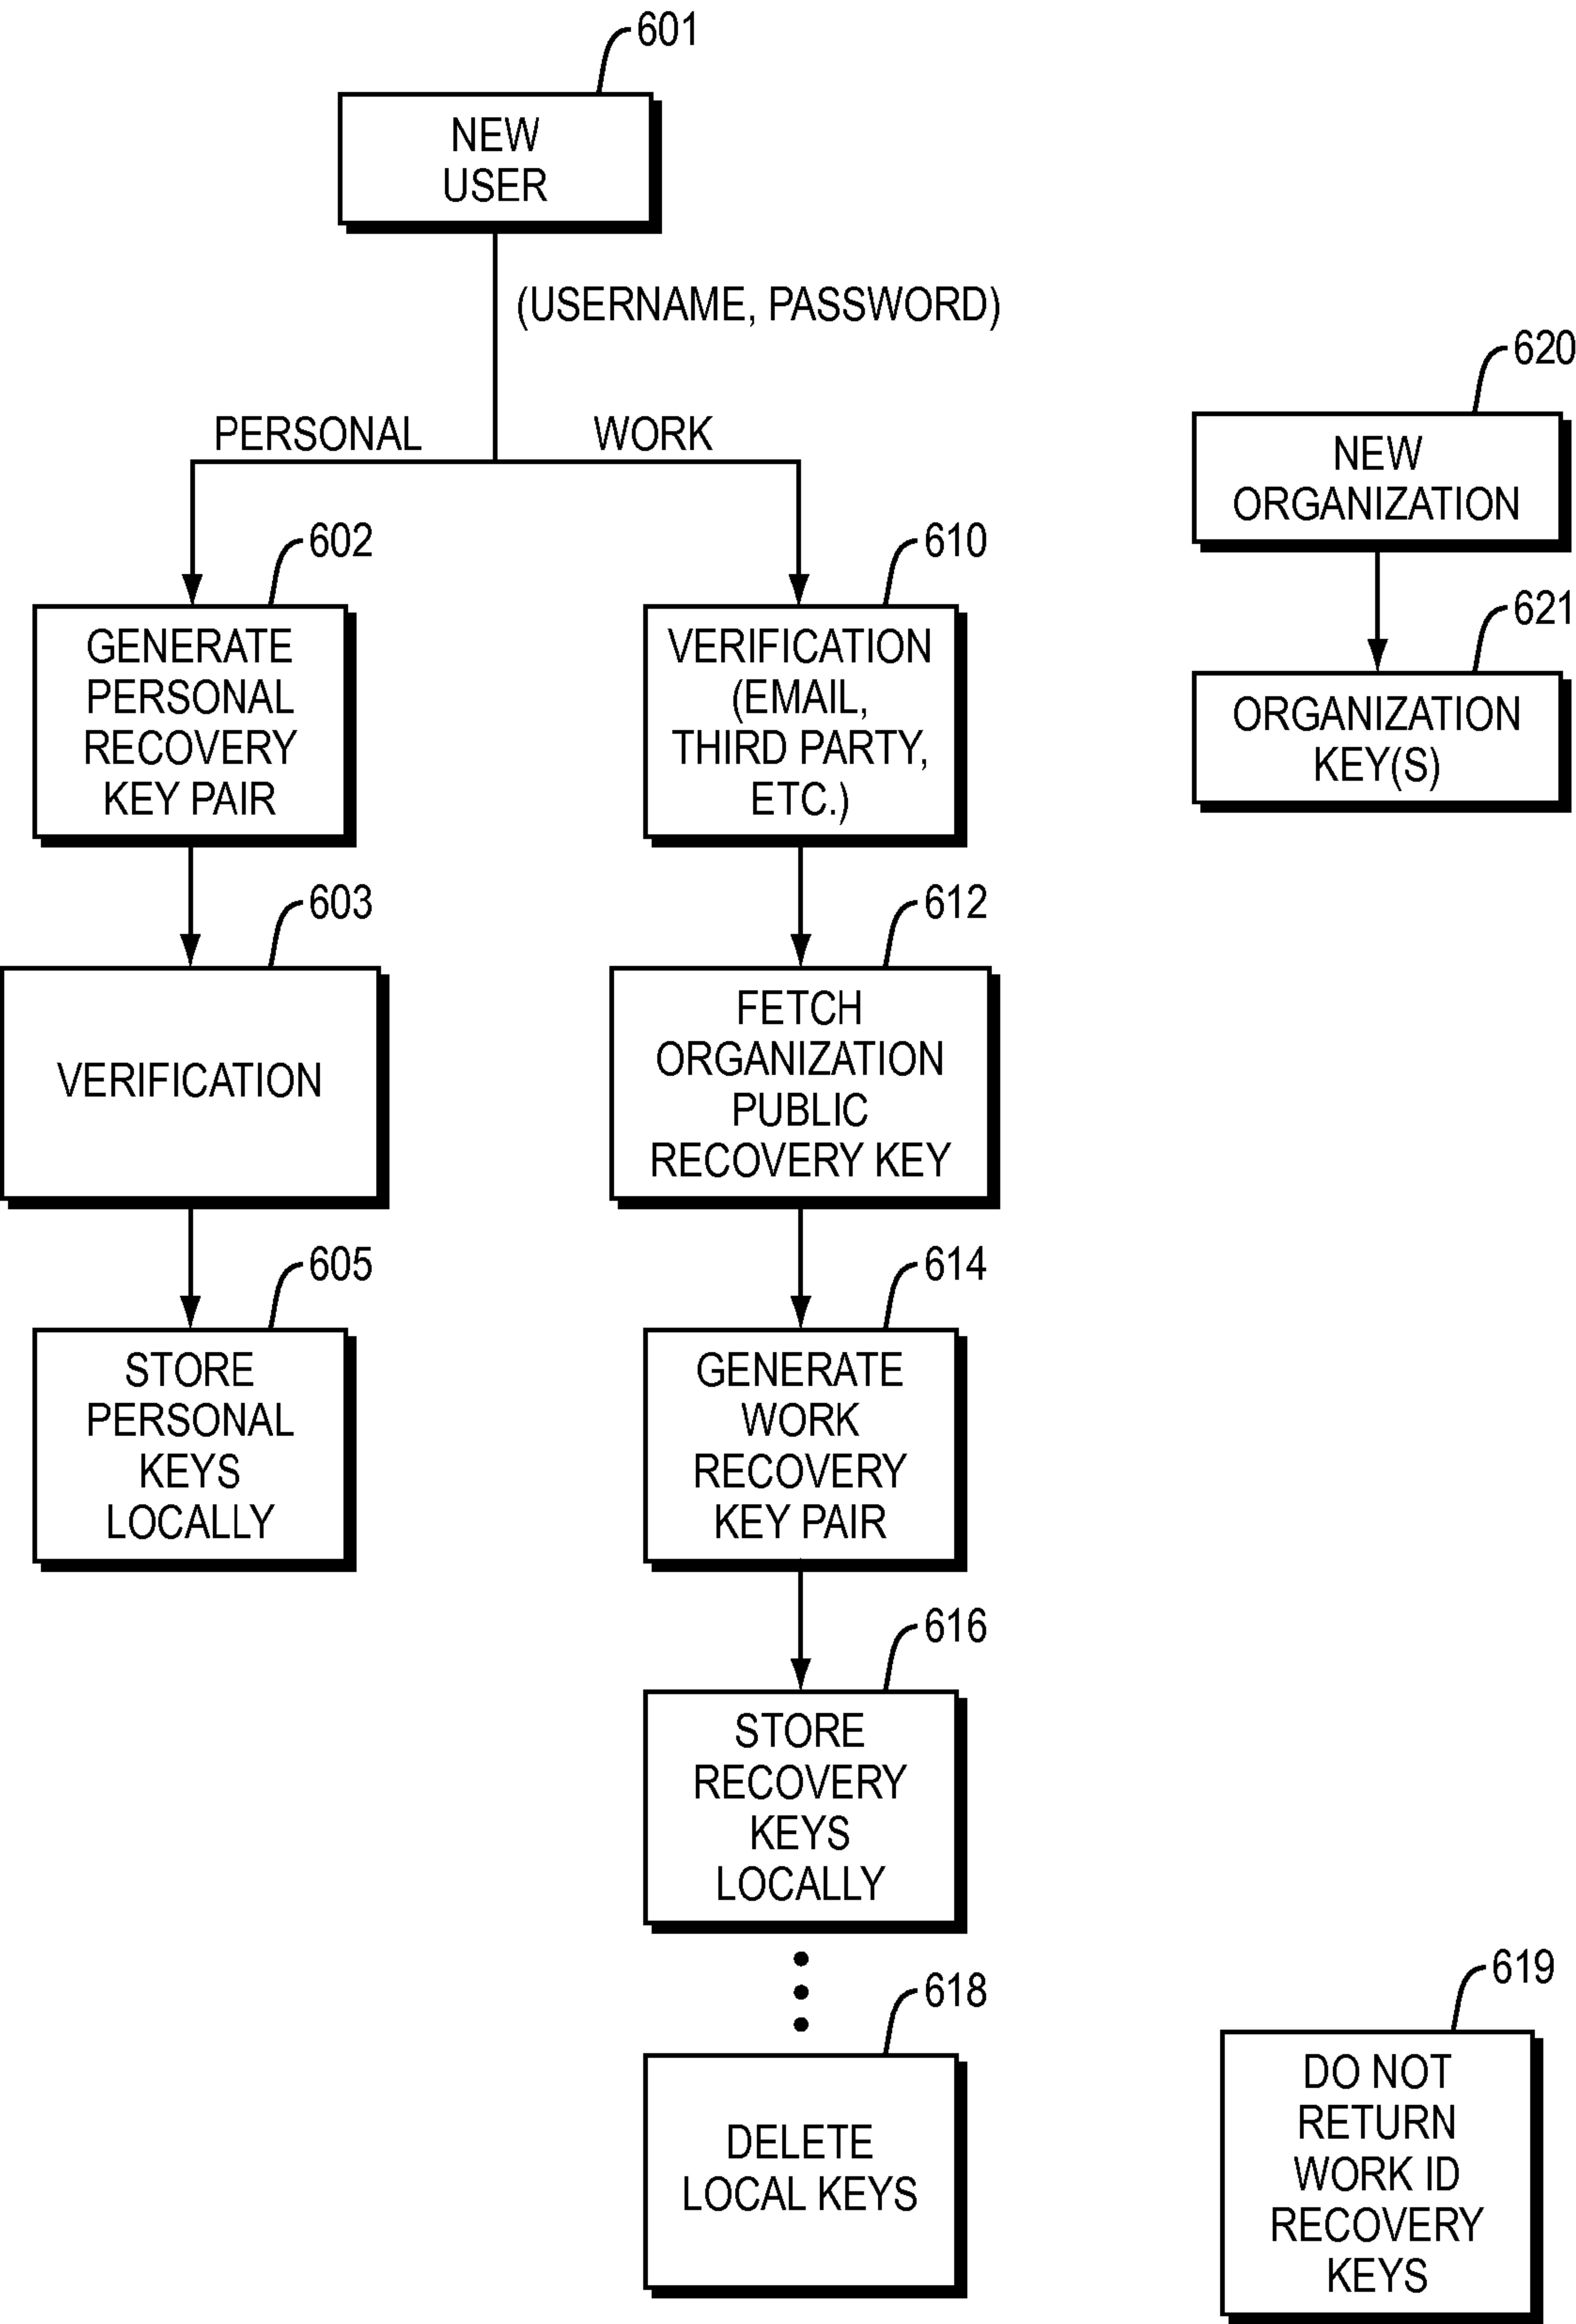 601
NEW
USER
(USERNAME, PASSWORD)
PERSONAL
WORK
602
GENERATE
PERSONAL
RECOVERY
KEY PAIR
603
VERIFICATION
605
STORE
PERSONAL
KEYS
LOCALLY
610
VERIFICATION
(EMAIL,
THIRD PARTY,
ETC.)
612
FETCH
ORGANIZATION
PUBLIC
RECOVERY KEY
614
GENERATE
WORK
RECOVERY
KEY PAIR
616
STORE
RECOVERY
KEYS
LOCALLY
618
DELETE
LOCAL KEYS
620
NEW
ORGANIZATION
621
ORGANIZATION
KEY(S)
619
DO NOT
RETURN
WORK ID
RECOVERY
KEYS